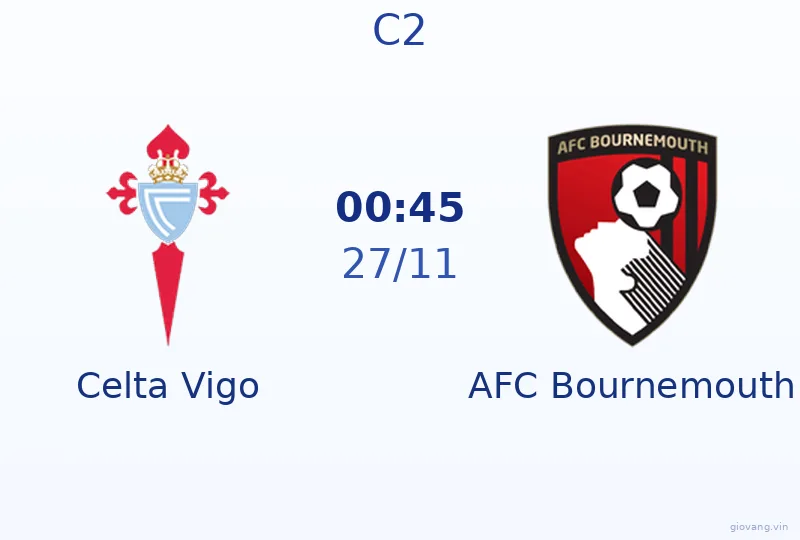 C2
AFC BOURNEMOUTH
00:45
27/11
Celta Vigo
AFC Bournemouth
giovang.vin